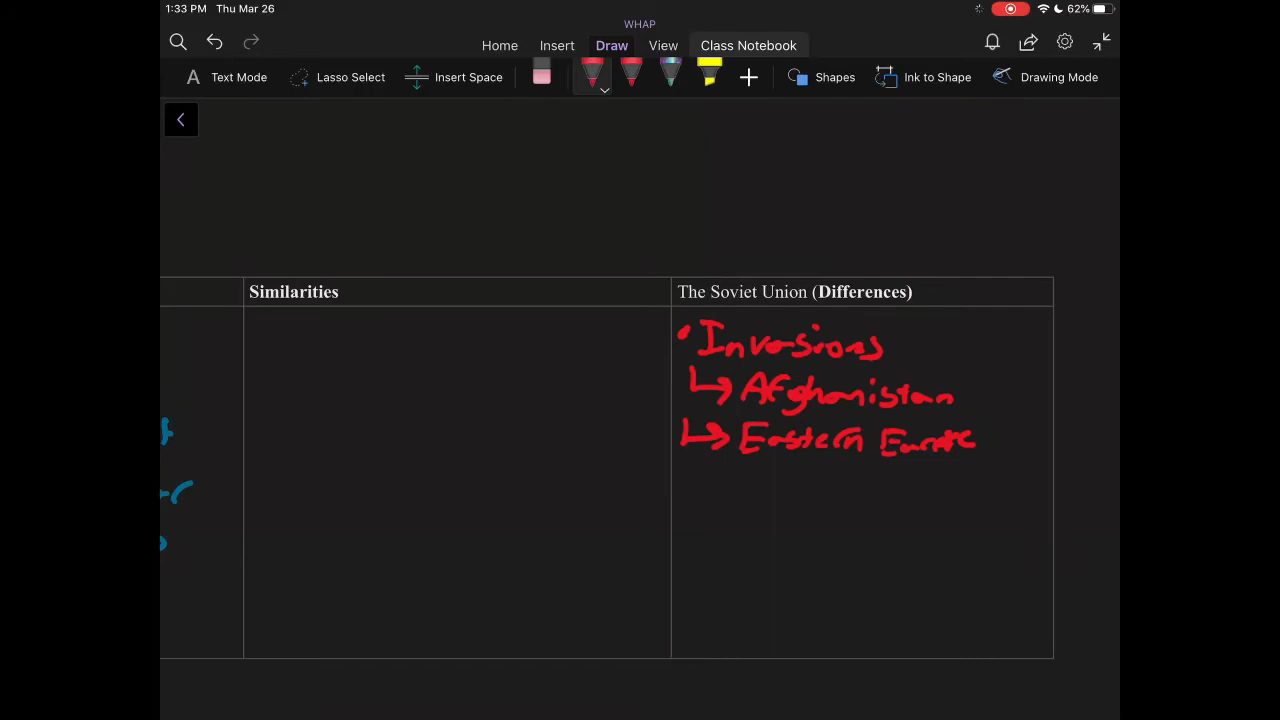 1:33 PM Thu Mar 26
62%
WHAP
Home Insert Draw View Class Notebook
A Text Mode Lasso Select Insert Space Shapes Ink to Shape Drawing Mode
Similarities
The Soviet Union (Differences)
• Invasions
↳ Afghanistan
↳ Eastern Europe